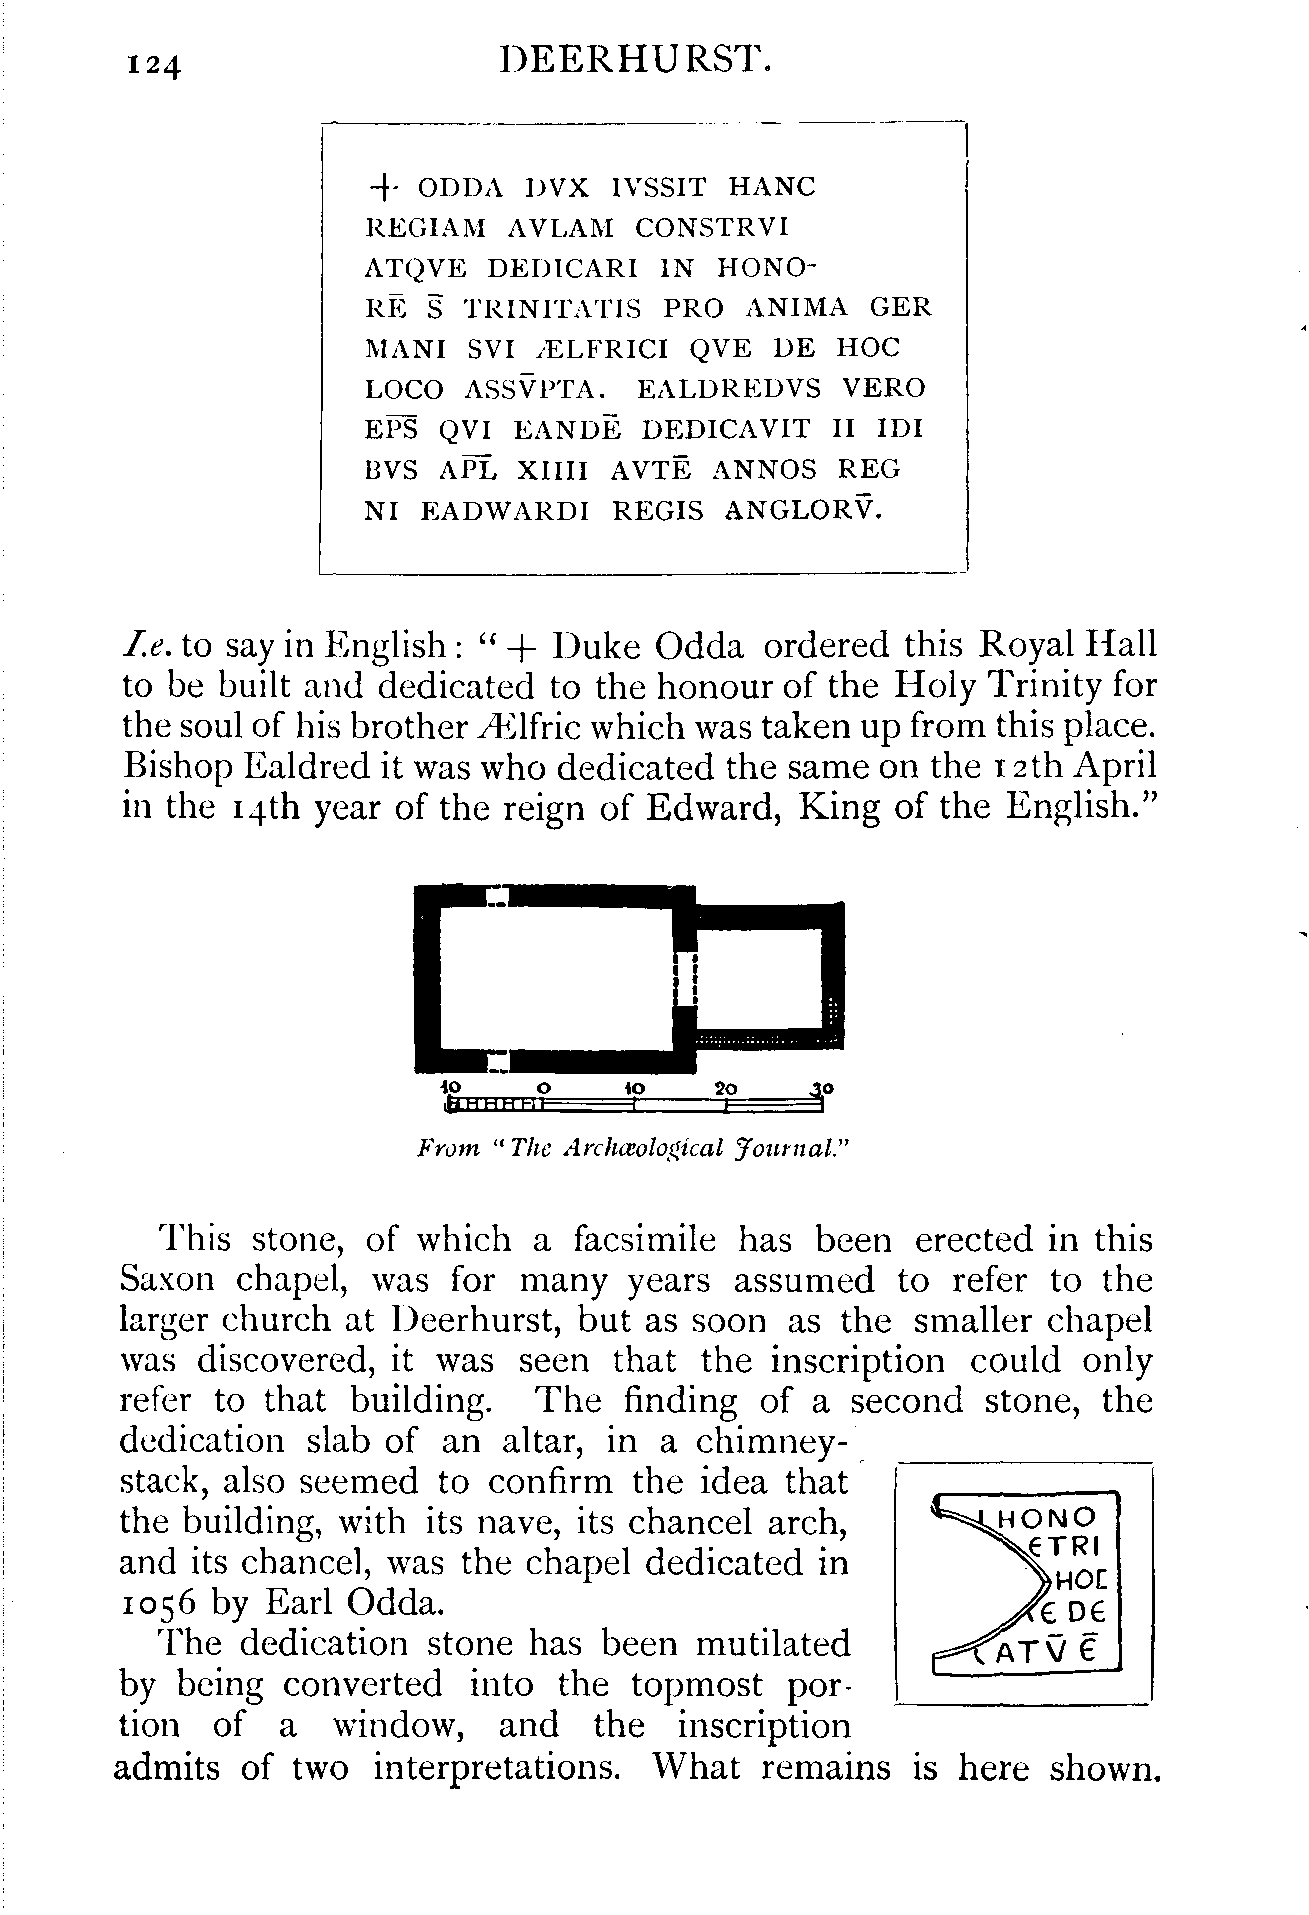 124
DEERHURST.
+ ODDA DVX IVSSIT HANC
REGIAM AVLAM CONSTRVI
ATQVE DEDICARI IN HONO-
RĒ S̄ TRINITATIS PRO ANIMA GER
MANI SVI ÆLFRICI QVE DE HOC
LOCO ASSV̄PTA. EALDREDVS VERO
EP̄S̄ QVI EANDĒ DEDICAVIT II IDI
BVS AP̄L̄ XIIII AVTĒ ANNOS REG
NI EADWARDI REGIS ANGLORV̄.
I.e. to say in English: “+ Duke Odda ordered this Royal Hall
to be built and dedicated to the honour of the Holy Trinity for
the soul of his brother Ælfric which was taken up from this place.
Bishop Ealdred it was who dedicated the same on the 12th April
in the 14th year of the reign of Edward, King of the English.”
10 0 10 20 30
From “The Archæological Journal.”
This stone, of which a facsimile has been erected in this
Saxon chapel, was for many years assumed to refer to the
larger church at Deerhurst, but as soon as the smaller chapel
was discovered, it was seen that the inscription could only
refer to that building. The finding of a second stone, the
dedication slab of an altar, in a chimney-
stack, also seemed to confirm the idea that
the building, with its nave, its chancel arch,
and its chancel, was the chapel dedicated in
1056 by Earl Odda.
The dedication stone has been mutilated
by being converted into the topmost por-
tion of a window, and the inscription
admits of two interpretations. What remains is here shown.
HONO
ETRI
HOC
E DE
ATV̄ Ē